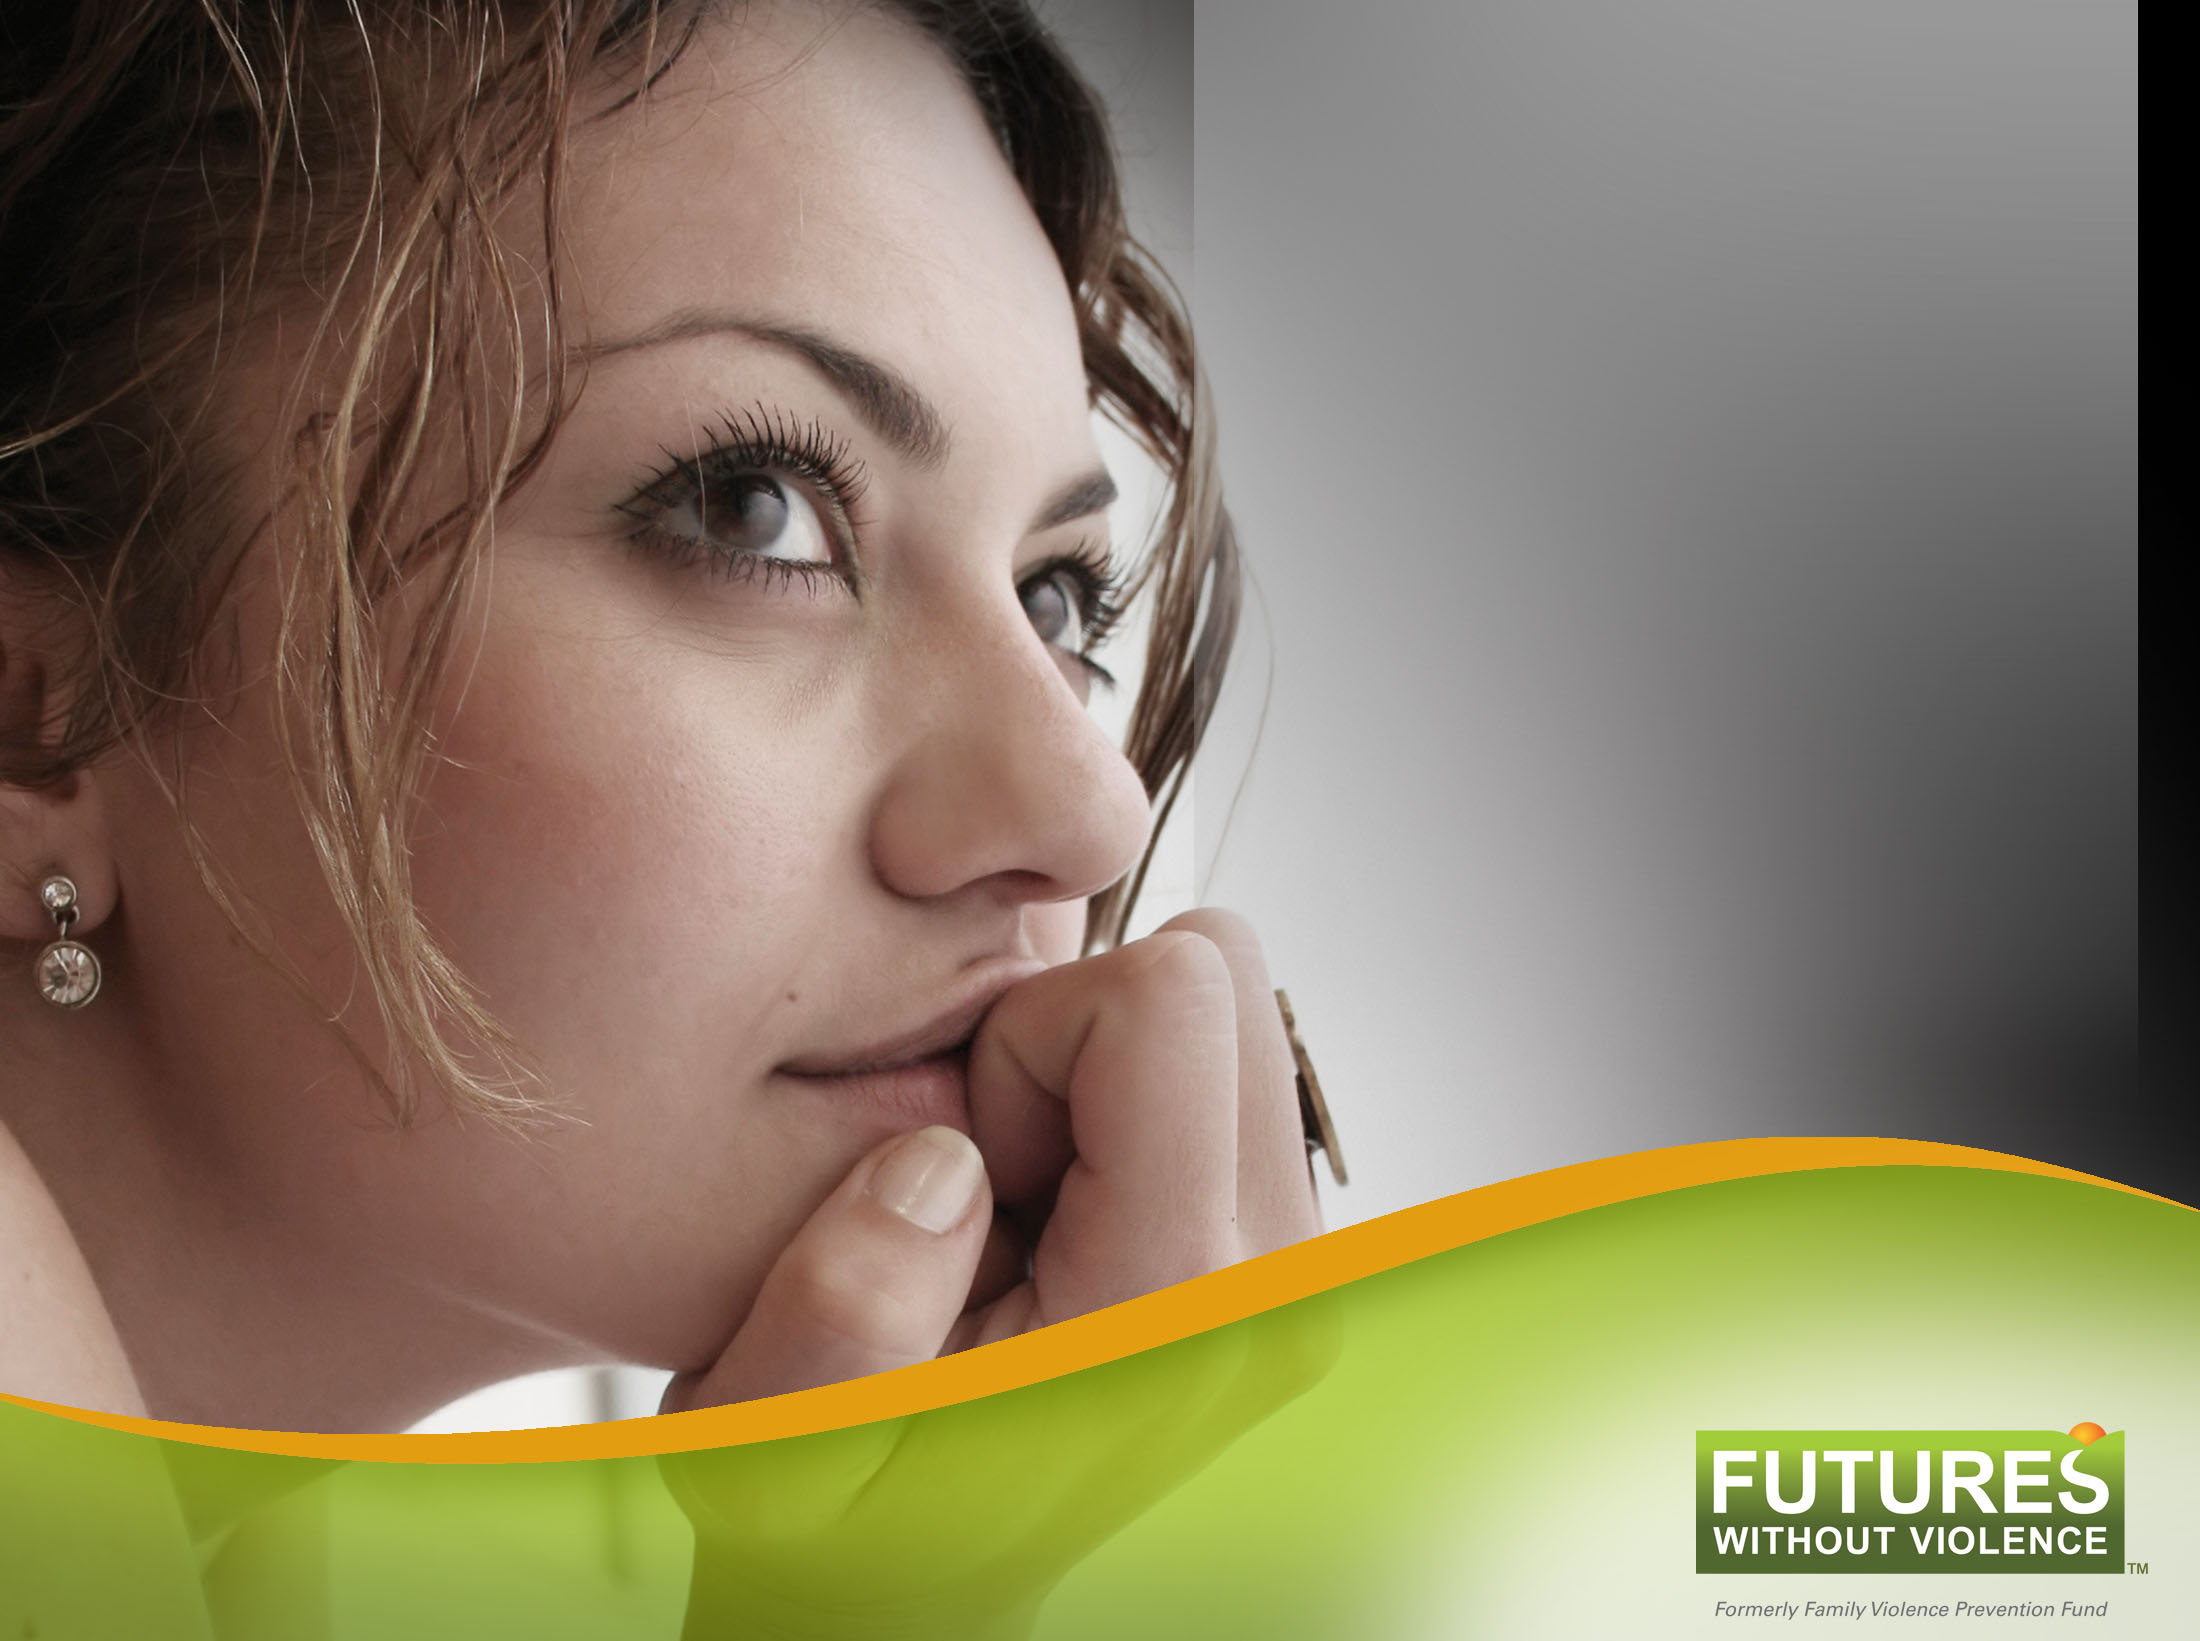 FUTURES
WITHOUT VIOLENCE
TM
Formerly Family Violence Prevention Fund